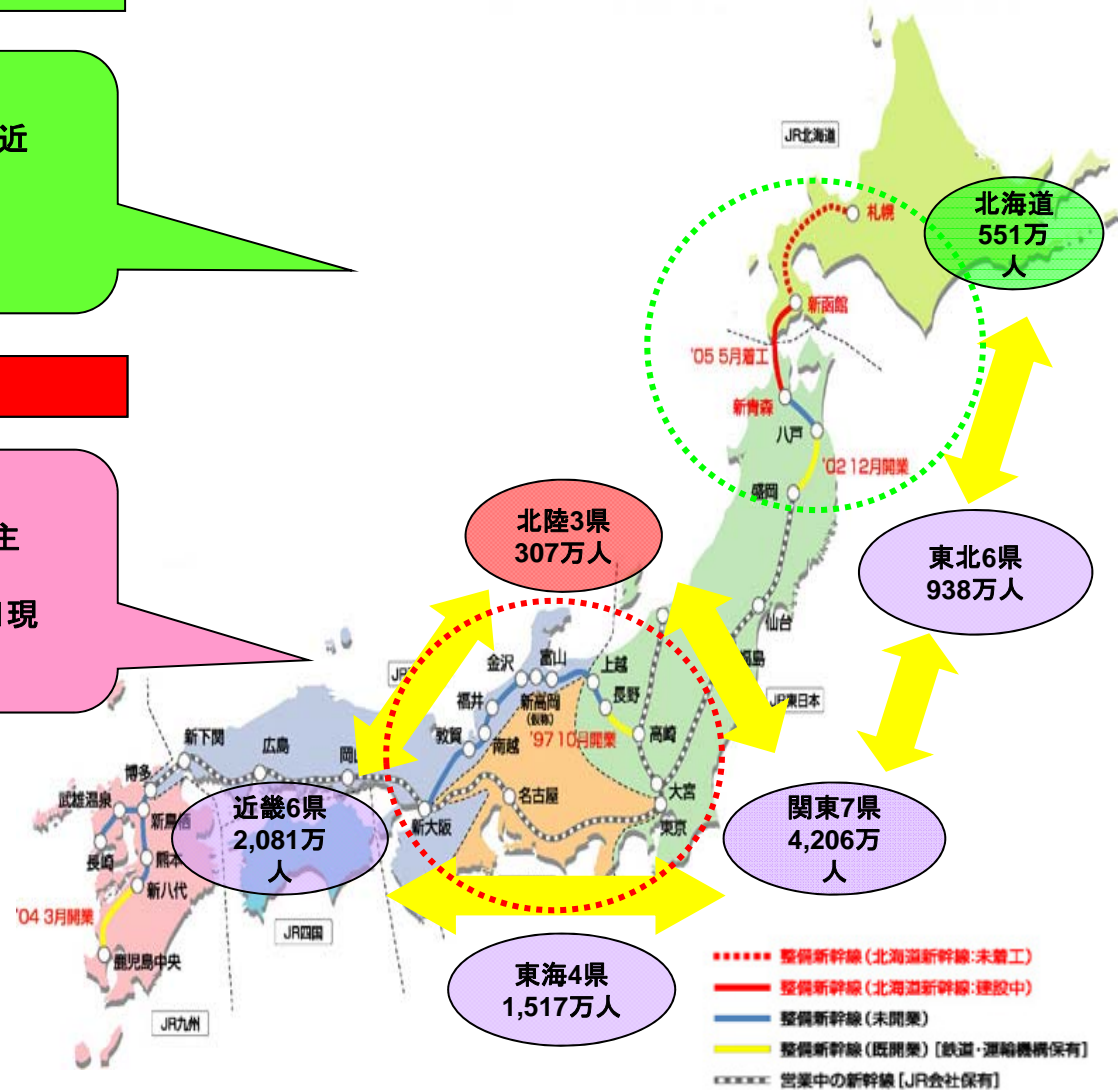 近
主
現
JR北海道
札幌
北海道
551万
人
新函館
'05 5月着工
新青森
八戸
'02 12月開業
盛岡
北陸3県
307万人
東北6県
938万人
仙台
島
JR東日本
金沢
富山
上越
JR
福井
新高岡
(仮称)
長野
敦賀
南越
'97 10月開業
高崎
新下関
広島
岡山
博多
大宮
武雄温泉
近畿6県
2,081万
人
名古屋
関東7県
4,206万
人
新鳥栖
新大阪
東京
長崎
熊本
新八代
'04 3月開業
JR四国
鹿児島中央
東海4県
1,517万人
JR九州
整備新幹線(北海道新幹線:未着工)
整備新幹線(北海道新幹線:建設中)
整備新幹線(未開業)
整備新幹線(既開業)[鉄道・運輸機構保有]
営業中の新幹線[JR会社保有]